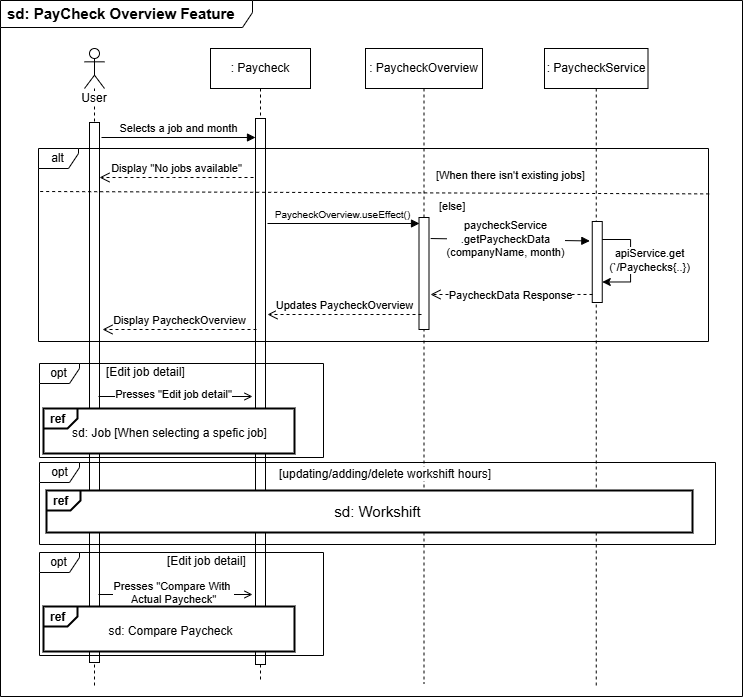 sd: PayCheck Overview Feature
: Paycheck
: PaycheckOverview
: PaycheckService
User
Selects a job and month
alt
Display "No jobs available"
[When there isn't existing jobs]
[else]
PaycheckOverview.useEffect()
paycheckService
.getPaycheckData
(companyName, month)
apiService.get
(`/Paychecks{..})
PaycheckData Response
Updates PaycheckOverview
Display PaycheckOverview
opt
[Edit job detail]
Presses "Edit job detail"
ref
sd: Job [When selecting a spefic job]
opt
[updating/adding/delete workshift hours]
ref
sd: Workshift
opt
[Edit job detail]
Presses "Compare With
Actual Paycheck"
ref
sd: Compare Paycheck